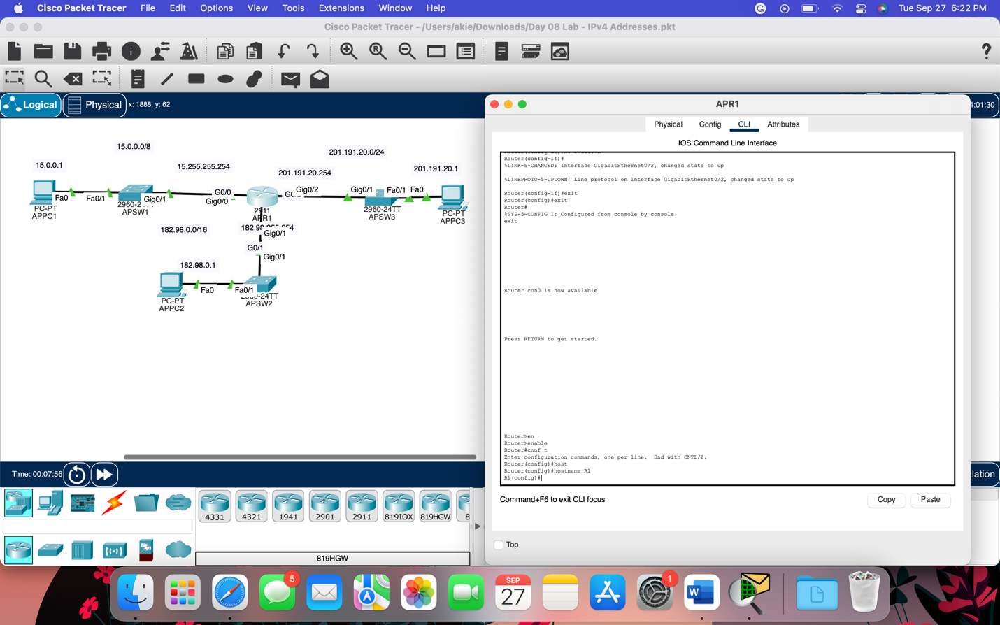 Cisco Packet Tracer File Edit Options View Tools Extensions Window Help Tue Sep 27 6:22 PM
Cisco Packet Tracer - /Users/akie/Downloads/Day 08 Lab - IPv4 Addresses.pkt
Logical Physical x: 1888, y: 62
4:01:30
15.0.0.0/8
15.0.0.1
15.255.255.254
201.191.20.0/24
201.191.20.254
201.191.20.1
Fa0
Fa0/1
Gig0/1
G0/0
Gig0/0
Gig0/2
Gig0/1
Fa0/1
Fa0
PC-PT
APPC1
APSW1
2911
APR1
2960-24TT
APSW3
PC-PT
APPC3
182.98.0.0/16
Gig0/1
G0/1
Gig0/1
182.98.0.1
Fa0
Fa0/1
PC-PT
APPC2
APSW2
Time: 00:07:56
4331
4321
1941
2901
2911
819IOX
819HGW
819HGW
APR1
Physical Config CLI Attributes
IOS Command Line Interface
Router(config-if)#
%LINK-5-CHANGED: Interface GigabitEthernet0/2, changed state to up
%LINEPROTO-5-UPDOWN: Line protocol on Interface GigabitEthernet0/2, changed state to up
Router(config-if)#exit
Router(config)#exit
Router#
%SYS-5-CONFIG_I: Configured from console by console
exit
Router con0 is now available
Press RETURN to get started.
Router>en
Router>enable
Router#conf t
Enter configuration commands, one per line.  End with CNTL/Z.
Router(config)#host
Router(config)#hostname R1
R1(config)#
Command+F6 to exit CLI focus
Copy
Paste
Top
lation
5
SEP
27
1
W